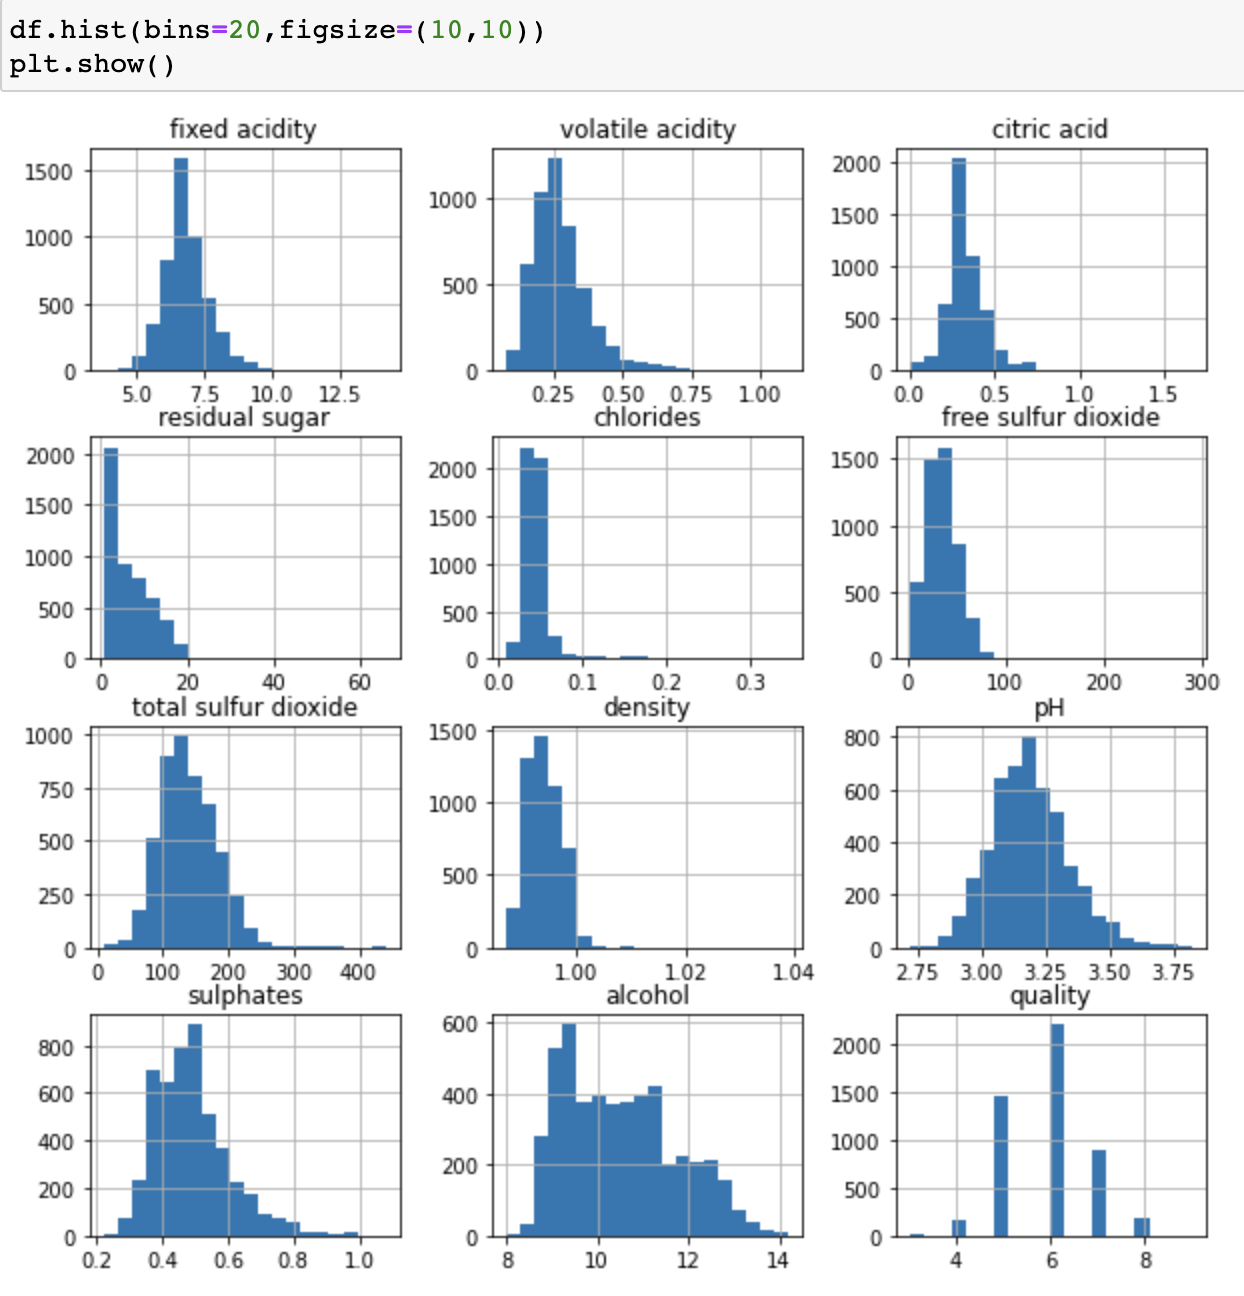 df.hist(bins=20,figsize=(10,10))
plt.show()
fixed acidity volatile acidity citric acid
1500 1000 500 0
5.0 7.5 10.0 12.5
1000 500 0
0.25 0.50 0.75 1.00
2000 1500 1000 500 0
0.0 0.5 1.0 1.5
residual sugar chlorides free sulfur dioxide
2000 1500 1000 500 0
0 20 40 60
2000 1500 1000 500 0
0.0 0.1 0.2 0.3
1500 1000 500 0
0 100 200 300
total sulfur dioxide density pH
1000 750 500 250 0
0 100 200 300 400
1500 1000 500 0
1.00 1.02 1.04
800 600 400 200 0
2.75 3.00 3.25 3.50 3.75
sulphates alcohol quality
800 600 400 200 0
0.2 0.4 0.6 0.8 1.0
600 400 200 0
8 10 12 14
2000 1500 1000 500 0
4 6 8